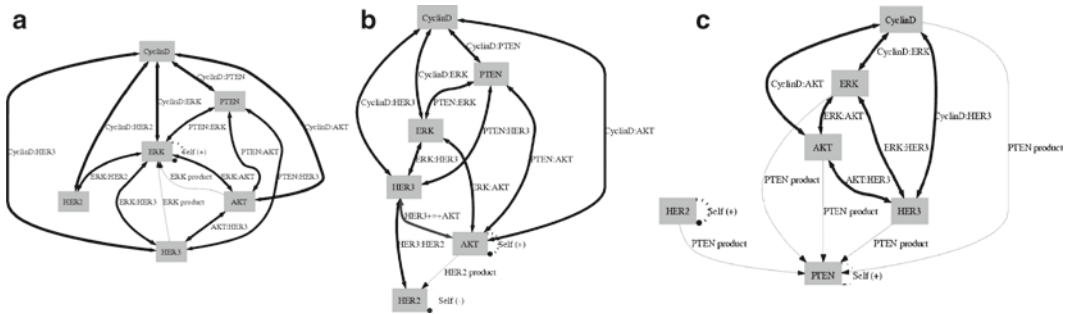 a
CyclinD
CyclinD:PTEN
PTEN
CyclinD:ERK
CyclinD:HER2
PTEN:ERK
CyclinD:AKT
ERK
Self (+)
CyclinD:HER3
ERK product
PTEN:AKT
ERK:HER2
ERK:AKT
PTEN:HER3
HER2
ERK:HER3
ERK product
AKT
AKT:HER3
HER3
b
CyclinD
CyclinD:PTEN
CyclinD:ERK
PTEN
CyclinD:HER3
PTEN:ERK
ERK
PTEN:HER3
CyclinD:AKT
ERK:HER3
PTEN:AKT
HER3
ERK:AKT
HER3+=+AKT
AKT
Self (+)
HER3:HER2
HER2 product
HER2
Self (-)
c
CyclinD
CyclinD:ERK
CyclinD:AKT
ERK
CyclinD:HER3
ERK:AKT
ERK:HER3
PTEN product
AKT
PTEN product
AKT:HER3
HER2
Self (+)
PTEN product
HER3
PTEN product
PTEN product
PTEN
Self (+)